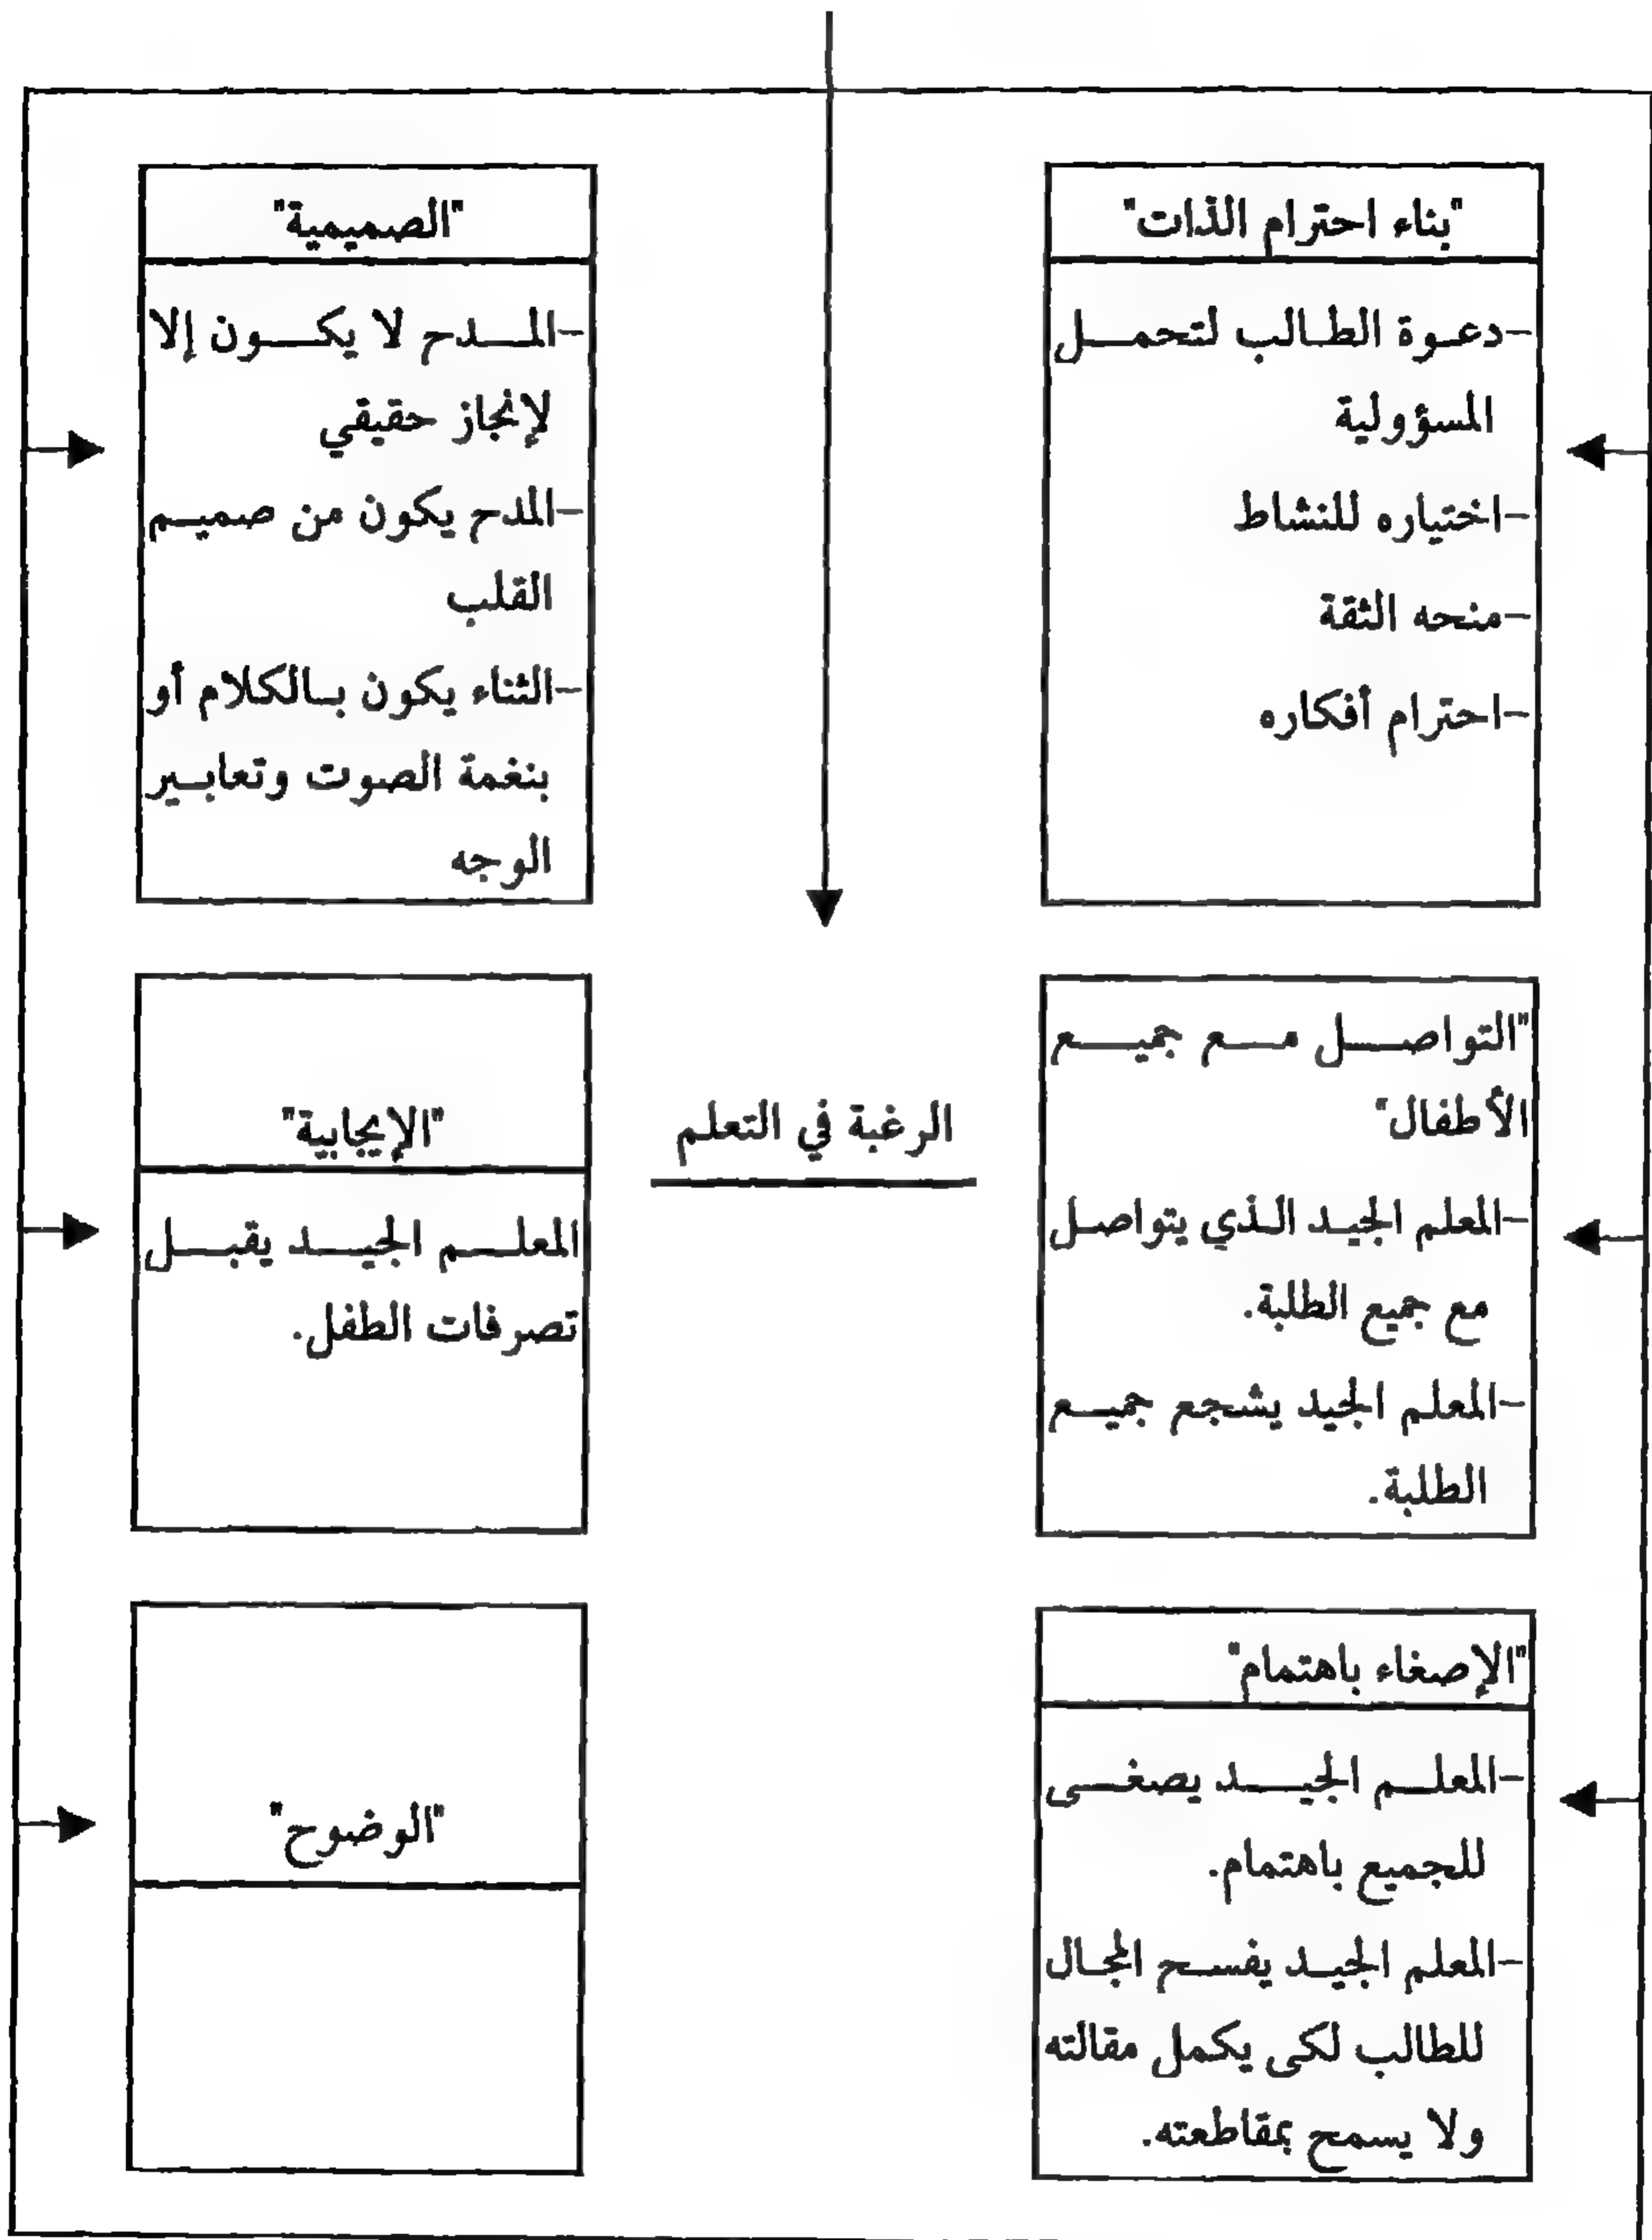 "بناء احترام الذات"
-دعوة الطالب لتحمل
المسؤولية
-اختياره للنشاط
-منحه الثقة
-احترام أفكاره
"الصميمية"
-المدح لا يكون إلا
لإنجاز حقيقي
-المدح يكون من صميم
القلب
-الثناء يكون بالكلام أو
بنغمة الصوت وتعابير
الوجه
"التواصل مع جميع
الأطفال"
-المعلم الجيد الذي يتواصل
مع جميع الطلبة.
-المعلم الجيد يشجع جميع
الطلبة.
الرغبة في التعلم
"الإيجابية"
المعلم الجيد يقبل
تصرفات الطفل.
"الإصغاء باهتمام"
-المعلم الجيد يصغى
للجميع باهتمام.
-المعلم الجيد يفسح المجال
للطالب لكى يكمل مقالته
ولا يسمح بمقاطعته.
"الوضوح"